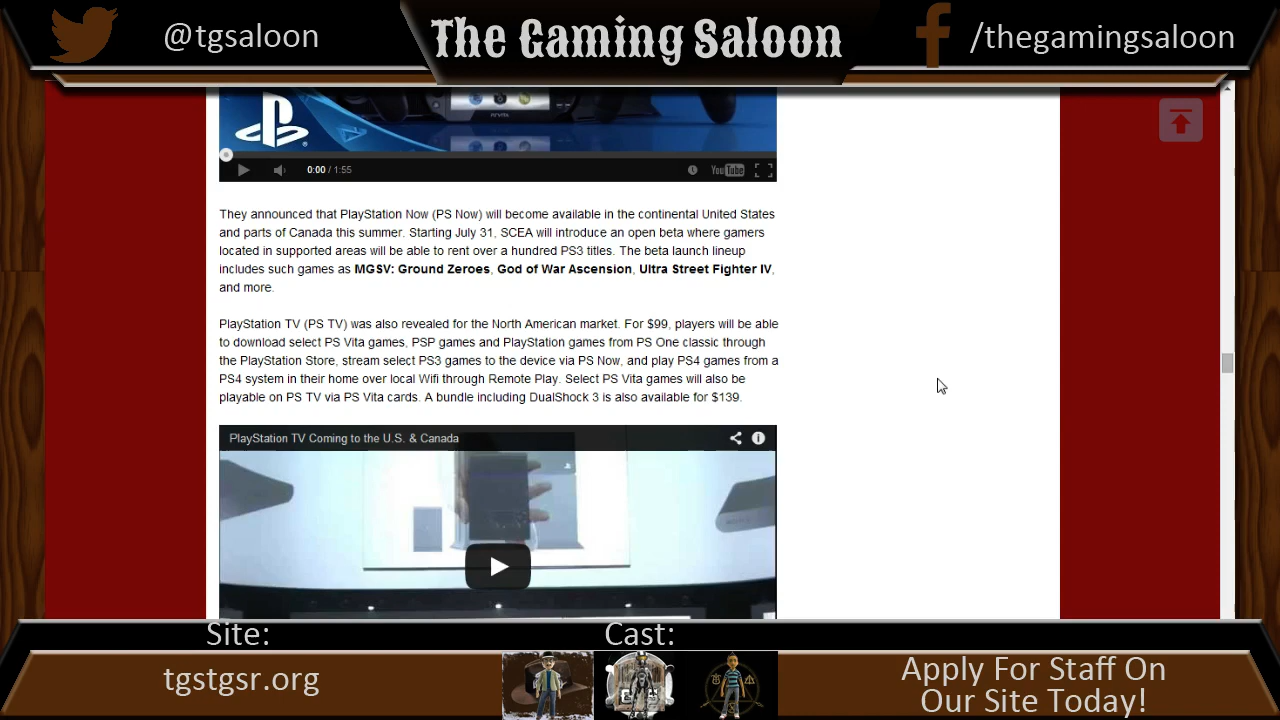 @tgsaloon
The Gaming Saloon
/thegamingsaloon
PSVITA
0:00 / 1:55
YouTube
They announced that PlayStation Now (PS Now) will become available in the continental United States
and parts of Canada this summer. Starting July 31, SCEA will introduce an open beta where gamers
located in supported areas will be able to rent over a hundred PS3 titles. The beta launch lineup
includes such games as MGSV: Ground Zeroes, God of War Ascension, Ultra Street Fighter IV,
and more.
PlayStation TV (PS TV) was also revealed for the North American market. For $99, players will be able
to download select PS Vita games, PSP games and PlayStation games from PS One classic through
the PlayStation Store, stream select PS3 games to the device via PS Now, and play PS4 games from a
PS4 system in their home over local Wifi through Remote Play. Select PS Vita games will also be
playable on PS TV via PS Vita cards. A bundle including DualShock 3 is also available for $139.
PlayStation TV Coming to the U.S. & Canada
Site:
tgstgsr.org
Cast:
Apply For Staff On
Our Site Today!